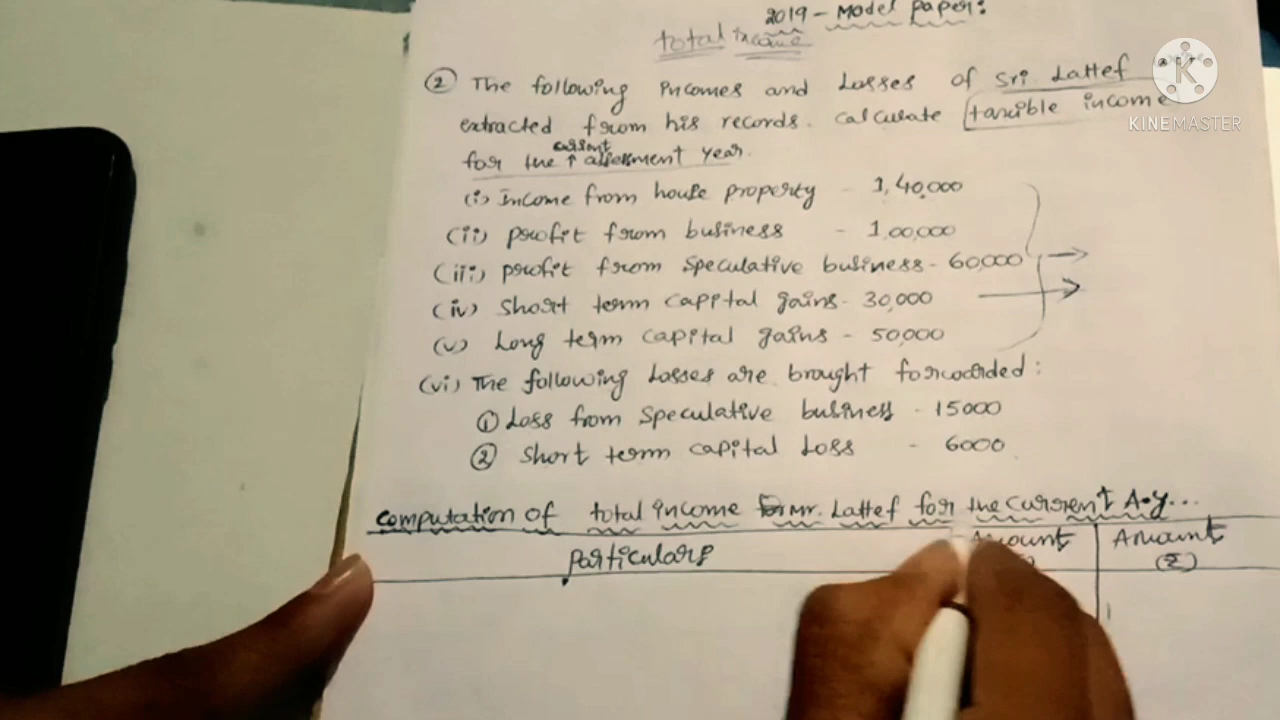 2019 - Model paper:
total income
② The following incomes and Losses of Sri Lattef
extracted from his records. calculate taxible income
for the current assessment year.
(i) Income from house property - 1,40,000
(ii) profit from business - 1,00,000
(iii) profit from speculative business - 60,000
(iv) Short term capital gains - 30,000
(v) Long term capital gains - 50,000
(vi) The following Losses are brought forwarded:
① Loss from speculative business - 15000
② Short term capital Loss - 6000
computation of total income Mr. Lattef for the current A.y...
particulars Amount Amount
(₹)
K
KINEMASTER